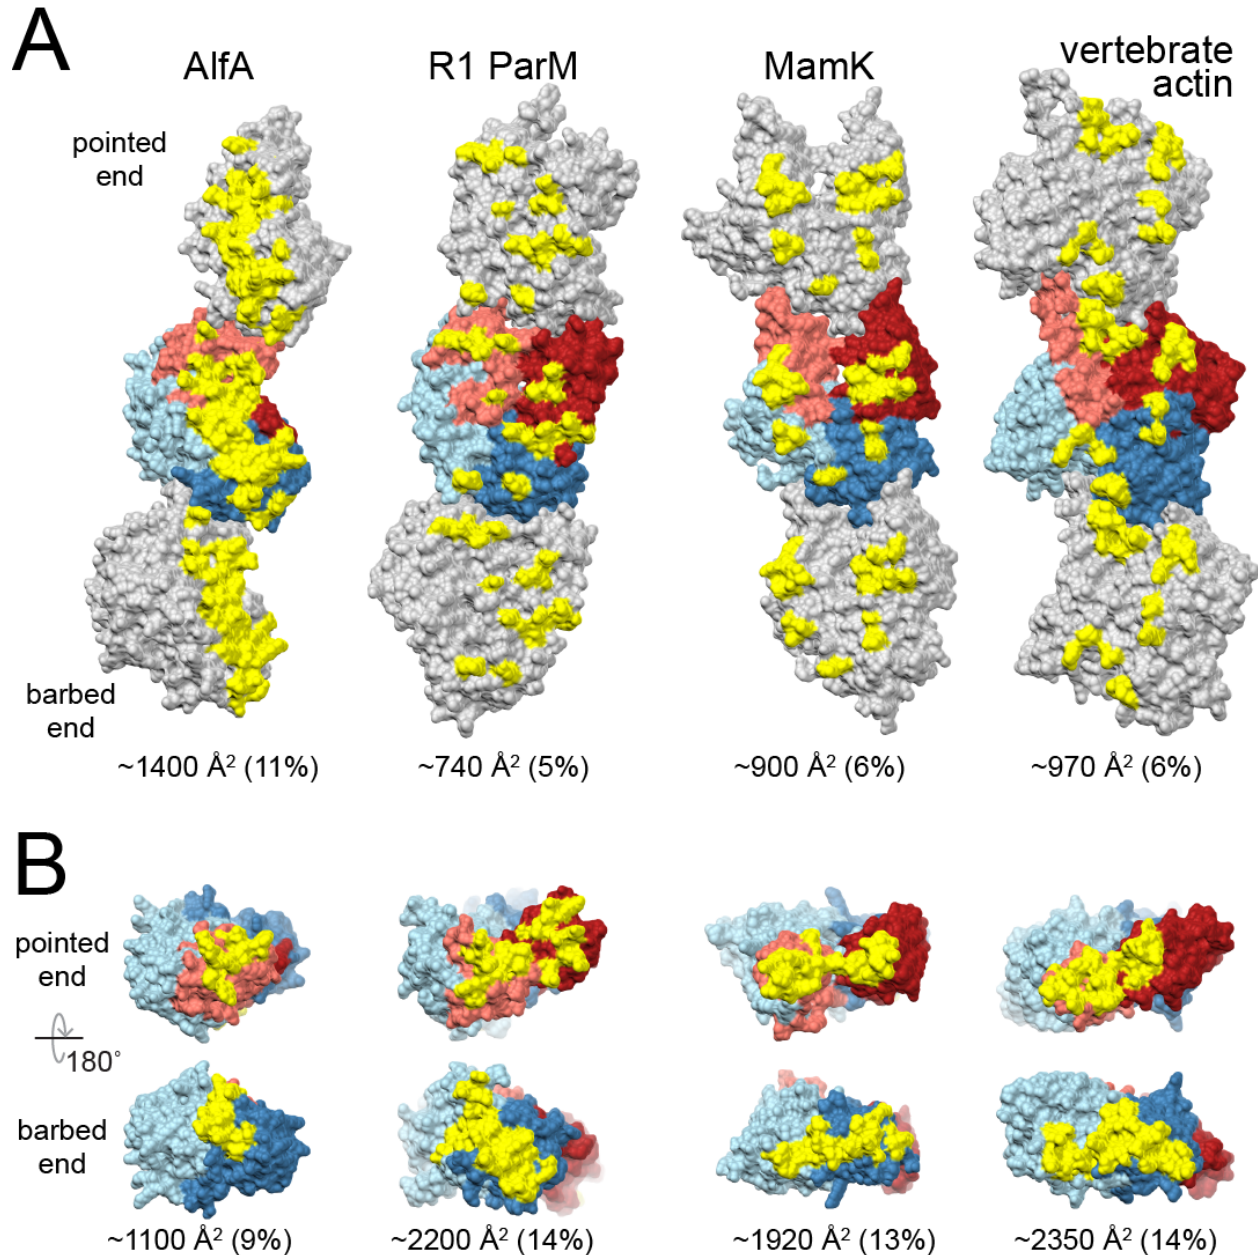 A
AlfA
R1 ParM
MamK
vertebrate
actin
pointed
end
barbed
end
~1400 Å² (11%)
~740 Å² (5%)
~900 Å² (6%)
~970 Å² (6%)
B
pointed
end
180°
barbed
end
~1100 Å² (9%)
~2200 Å² (14%)
~1920 Å² (13%)
~2350 Å² (14%)